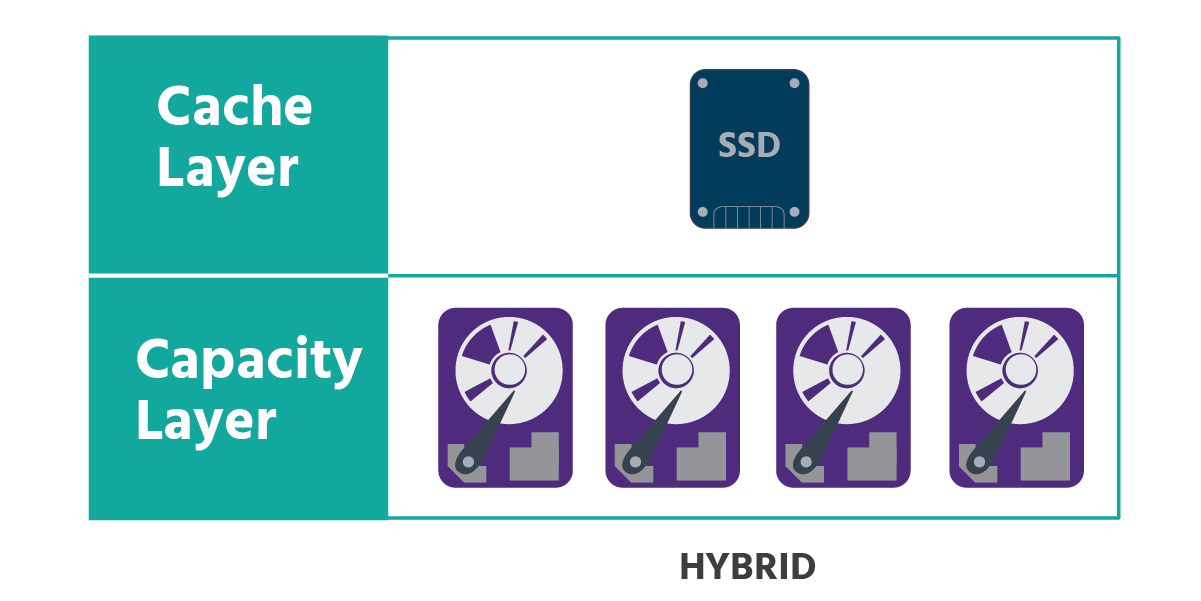 Cache
Layer
SSD
Capacity
Layer
HYBRID